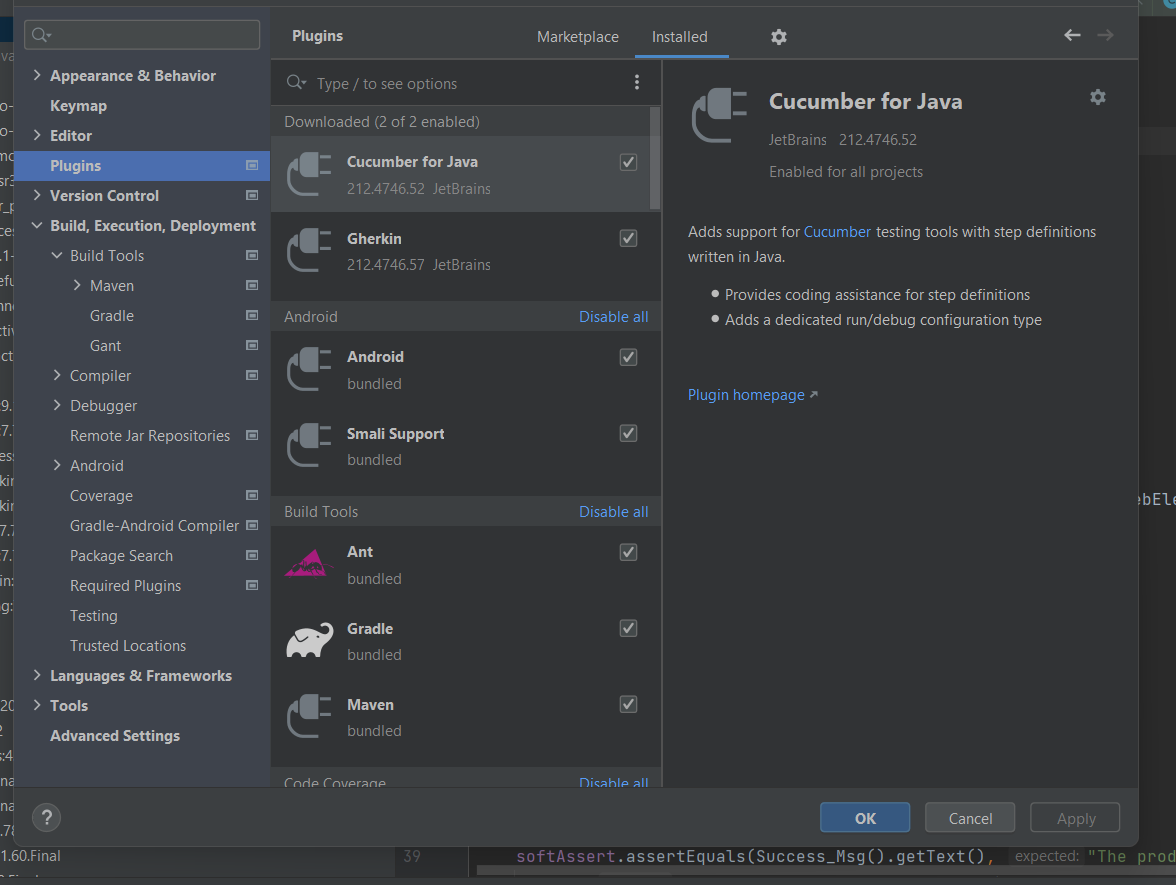 Plugins
Marketplace
Installed
Appearance & Behavior
Keymap
Editor
Plugins
Version Control
Build, Execution, Deployment
Build Tools
Maven
Gradle
Gant
Compiler
Debugger
Remote Jar Repositories
Android
Coverage
Gradle-Android Compiler
Package Search
Required Plugins
Testing
Trusted Locations
Languages & Frameworks
Tools
Advanced Settings
Type / to see options
Downloaded (2 of 2 enabled)
Cucumber for Java
212.4746.52 JetBrains
Gherkin
212.4746.57 JetBrains
Android Disable all
Android
bundled
Smali Support
bundled
Build Tools Disable all
Ant
bundled
Gradle
bundled
Maven
bundled
Code Coverage Disable all
Cucumber for Java
JetBrains 212.4746.52
Enabled for all projects
Adds support for Cucumber testing tools with step definitions
written in Java.
Provides coding assistance for step definitions
Adds a dedicated run/debug configuration type
Plugin homepage ↗
?
OK
Cancel
Apply
1.60.Final
39 softAssert.assertEquals(Success_Msg().getText(), expected: "The prod